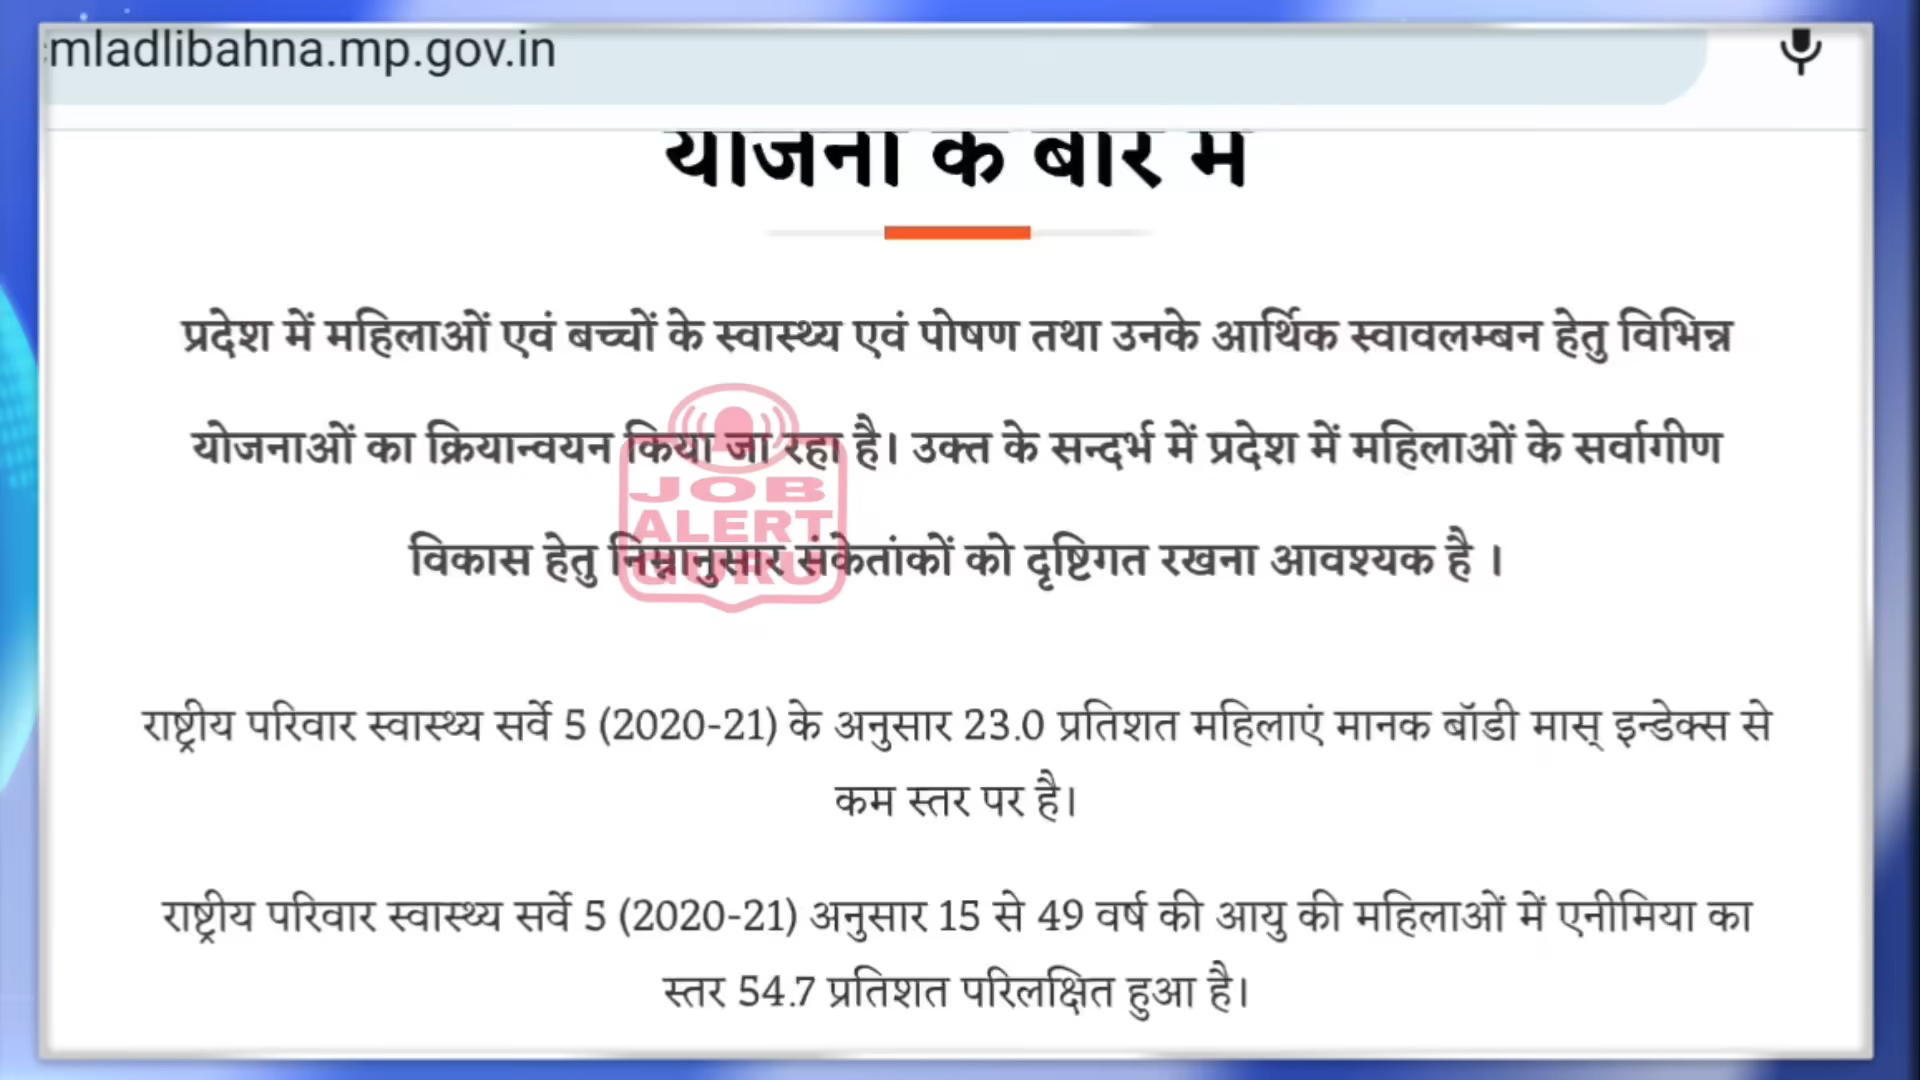 mladlibahna.mp.gov.in
योजना के बारे में
प्रदेश में महिलाओं एवं बच्चों के स्वास्थ्य एवं पोषण तथा उनके आर्थिक स्वावलम्बन हेतु विभिन्न
योजनाओं का क्रियान्वयन किया जा रहा है। उक्त के सन्दर्भ में प्रदेश में महिलाओं के सर्वागीण
विकास हेतु निम्नानुसार संकेतांकों को दृष्टिगत रखना आवश्यक है ।
JOB
ALERT
GURU
राष्ट्रीय परिवार स्वास्थ्य सर्वे 5 (2020-21) के अनुसार 23.0 प्रतिशत महिलाएं मानक बॉडी मास् इन्डेक्स से
कम स्तर पर है।
राष्ट्रीय परिवार स्वास्थ्य सर्वे 5 (2020-21) अनुसार 15 से 49 वर्ष की आयु की महिलाओं में एनीमिया का
स्तर 54.7 प्रतिशत परिलक्षित हुआ है।